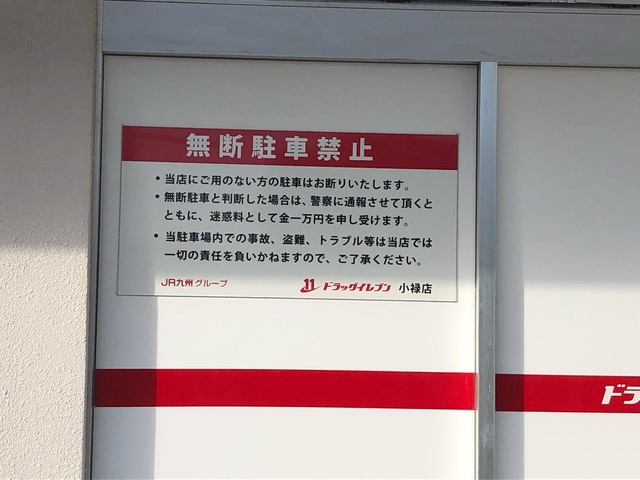 無断駐車禁止
・当店にご用のない方の駐車はお断りいたします。
・無断駐車と判断した場合は、警察に通報させて頂くと
ともに、迷惑料として金一万円を申し受けます。
・当駐車場内での事故、盗難、トラブル等は当店では
一切の責任を負いかねますので、ご了承ください。
JR九州グループ
ドラッグイレブン 小禄店
ドラ